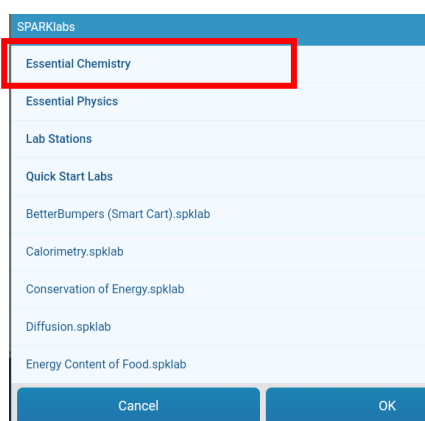 SPARKlabs
Essential Chemistry
Essential Physics
Lab Stations
Quick Start Labs
BetterBumpers (Smart Cart).spklab
Calorimetry.spklab
Conservation of Energy.spklab
Diffusion.spklab
Energy Content of Food.spklab
Cancel OK